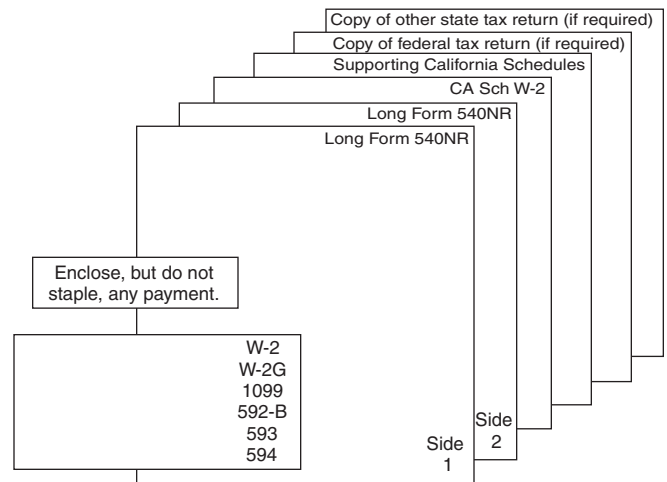 Copy of other state tax return (if required)
Copy of federal tax return (if required)
Supporting California Schedules
CA Sch W-2
Long Form 540NR
Long Form 540NR
Enclose, but do not
staple, any payment.
W-2
W-2G
1099
592-B
593
594
Side
1
Side
2